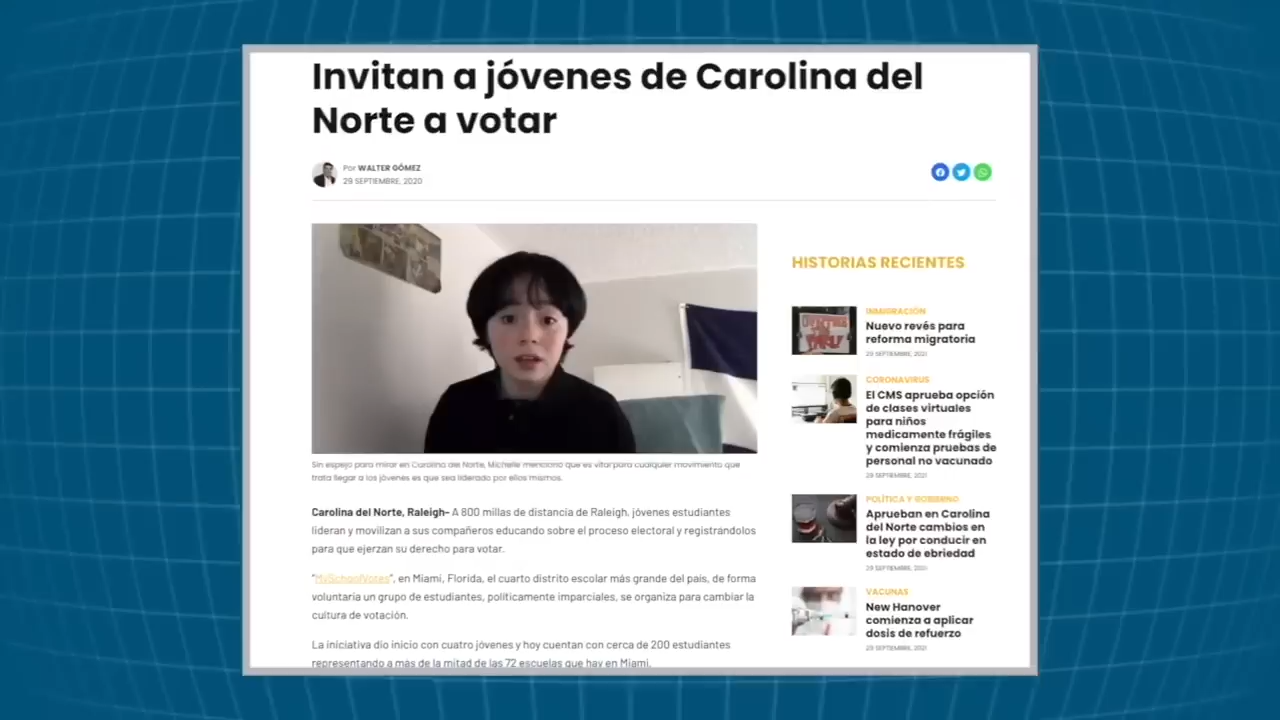 Invitan a jóvenes de Carolina del
Norte a votar
Por WALTER GÓMEZ
29 SEPTIEMBRE, 2020
Sin espejo para mirar en Carolina del Norte, Michelle mencionó que es vital para cualquier movimiento que
trata llegar a los jóvenes es que sea liderado por ellos mismos.
Carolina del Norte, Raleigh– A 800 millas de distancia de Raleigh, jóvenes estudiantes
lideran y movilizan a sus compañeros educando sobre el proceso electoral y registrándolos
para que ejerzan su derecho para votar.
"MySchoolVotes", en Miami, Florida, el cuarto distrito escolar más grande del país, de forma
voluntaria un grupo de estudiantes, políticamente imparciales, se organiza para cambiar la
cultura de votación.
La iniciativa dio inicio con cuatro jóvenes y hoy cuentan con cerca de 200 estudiantes
representando a más de la mitad de las 72 escuelas que hay en Miami.
HISTORIAS RECIENTES
INMIGRACIÓN
Nuevo revés para
reforma migratoria
29 SEPTIEMBRE, 2021
CORONAVIRUS
El CMS aprueba opción
de clases virtuales
para niños
medicamente frágiles
y comienza pruebas de
personal no vacunado
29 SEPTIEMBRE, 2021
POLÍTICA Y GOBIERNO
Aprueban en Carolina
del Norte cambios en
la ley por conducir en
estado de ebriedad
29 SEPTIEMBRE, 2021
VACUNAS
New Hanover
comienza a aplicar
dosis de refuerzo
29 SEPTIEMBRE, 2021